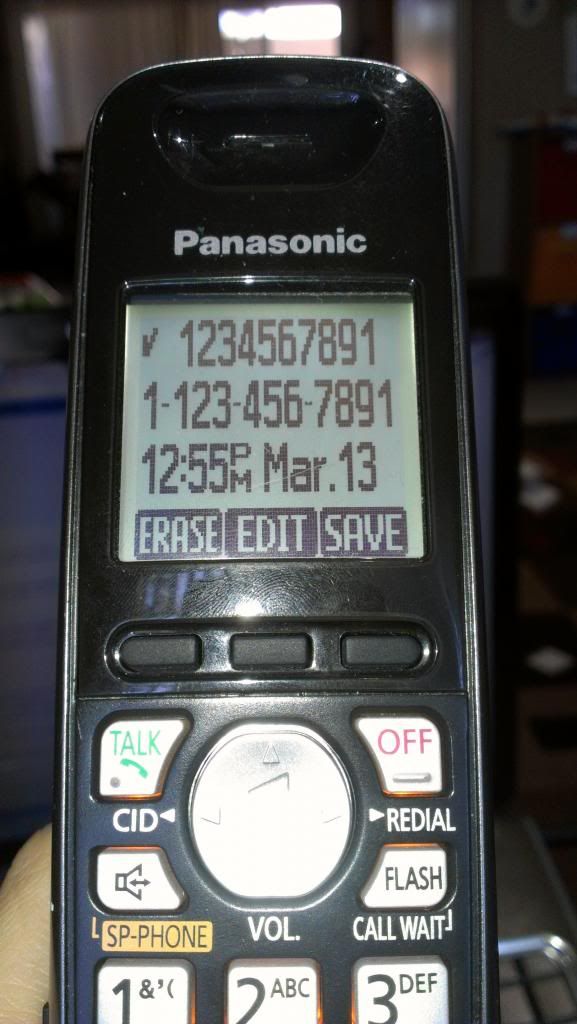 Panasonic
✓ 1234567891
1-123-456-7891
12:55PM Mar.13
ERASE EDIT SAVE
TALK OFF
CID◄ ►REDIAL
FLASH
SP-PHONE VOL. CALL WAIT
1&'( 2ABC 3DEF